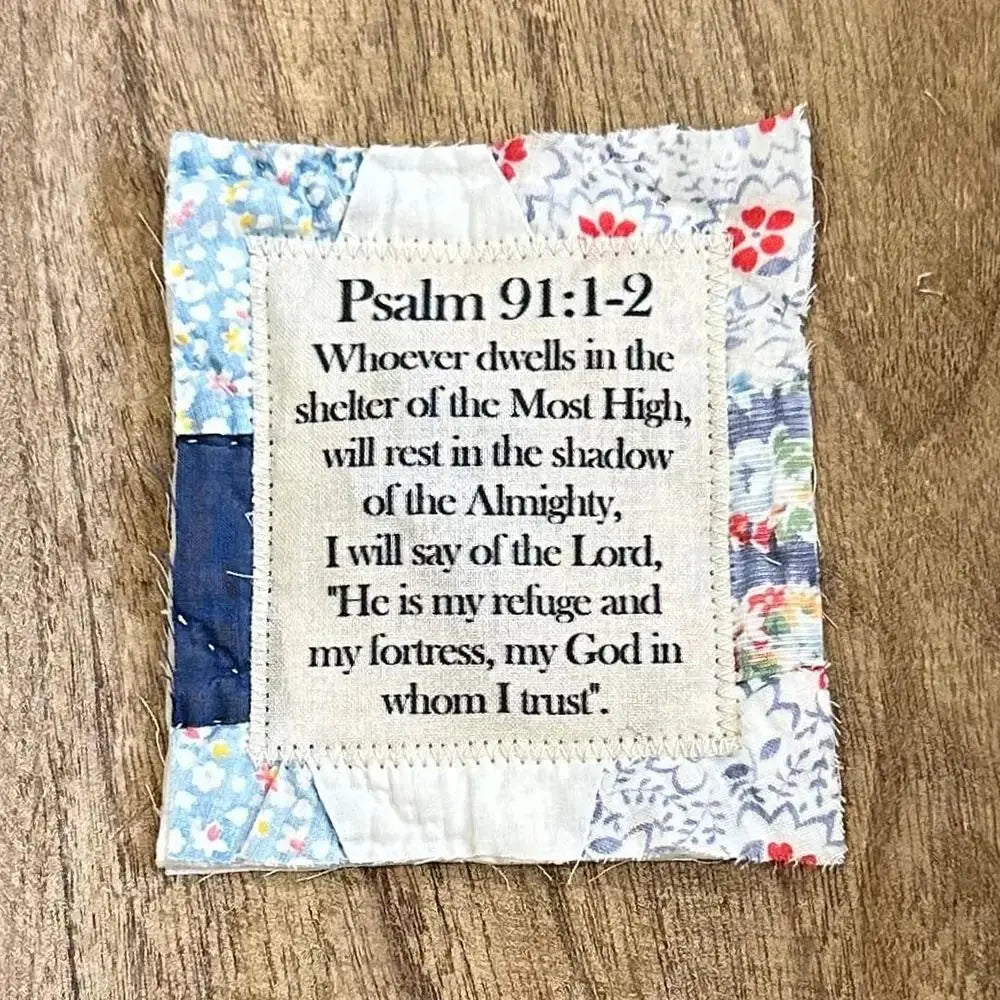 Psalm 91:1-2
Whoever dwells in the
shelter of the Most High,
will rest in the shadow
of the Almighty,
I will say of the Lord,
"He is my refuge and
my fortress, my God in
whom I trust".